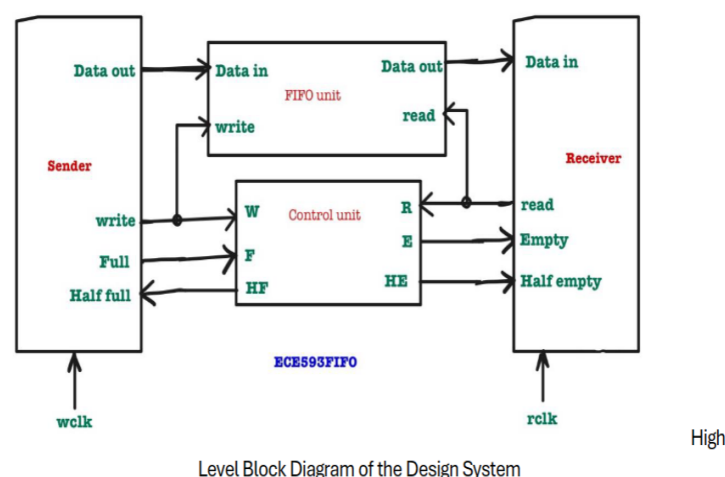 Data out
Data in
FIFO unit
Data out
Data in
write
read
Sender
Receiver
write
W
Control unit
R
read
Full
F
E
Empty
Half full
HF
HE
Half empty
ECE593FIFO
wclk
rclk
High
Level Block Diagram of the Design System